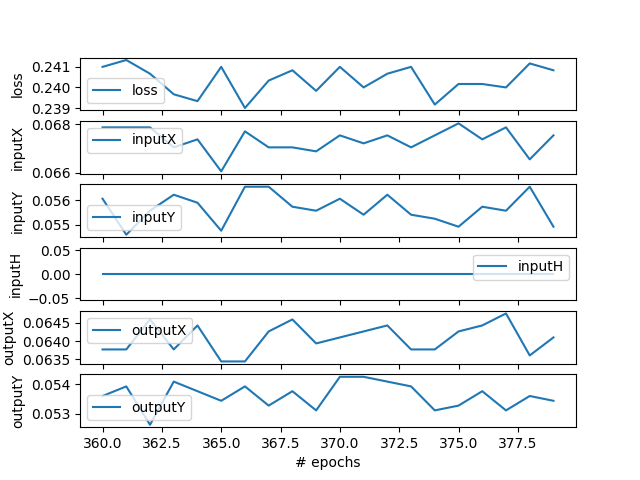 0.241
0.240
0.239
loss
loss
0.068
0.066
inputX
inputX
0.056
0.055
inputY
inputY
0.05
0.00
−0.05
inputH
inputH
0.0645
0.0640
0.0635
outputX
outputX
0.054
0.053
outputY
outputY
360.0 362.5 365.0 367.5 370.0 372.5 375.0 377.5
# epochs